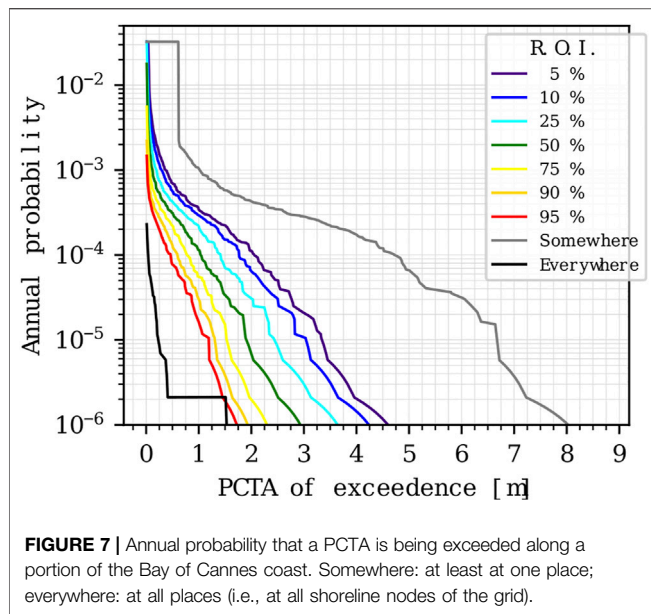 Annual probability
10⁻²
10⁻³
10⁻⁴
10⁻⁵
10⁻⁶
0 1 2 3 4 5 6 7 8 9
PCTA of exceedence [m]
R.O.I.
5 %
10 %
25 %
50 %
75 %
90 %
95 %
Somewhere
Everywhere
FIGURE 7 | Annual probability that a PCTA is being exceeded along a
portion of the Bay of Cannes coast. Somewhere: at least at one place;
everywhere: at all places (i.e., at all shoreline nodes of the grid).